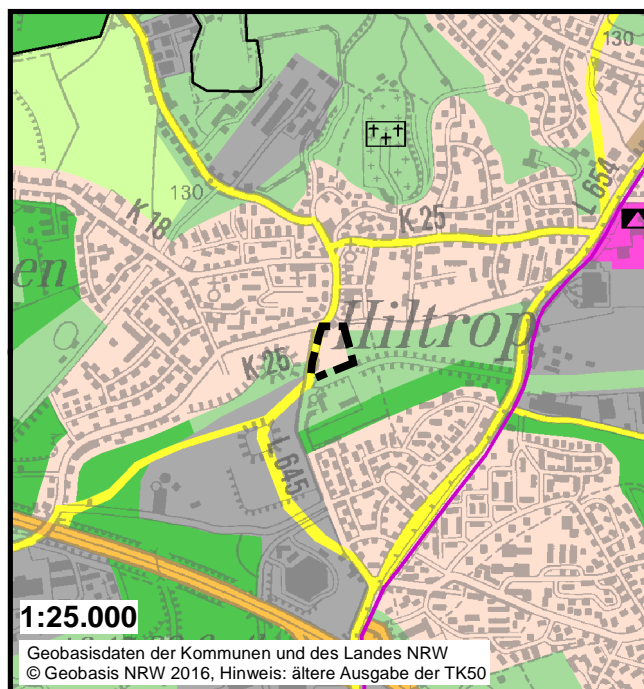 130
130
K 18
K 25
L 654
en
Hiltrop
K 25
L 645
1:25.000
Geobasisdaten der Kommunen und des Landes NRW
© Geobasis NRW 2016, Hinweis: ältere Ausgabe der TK50